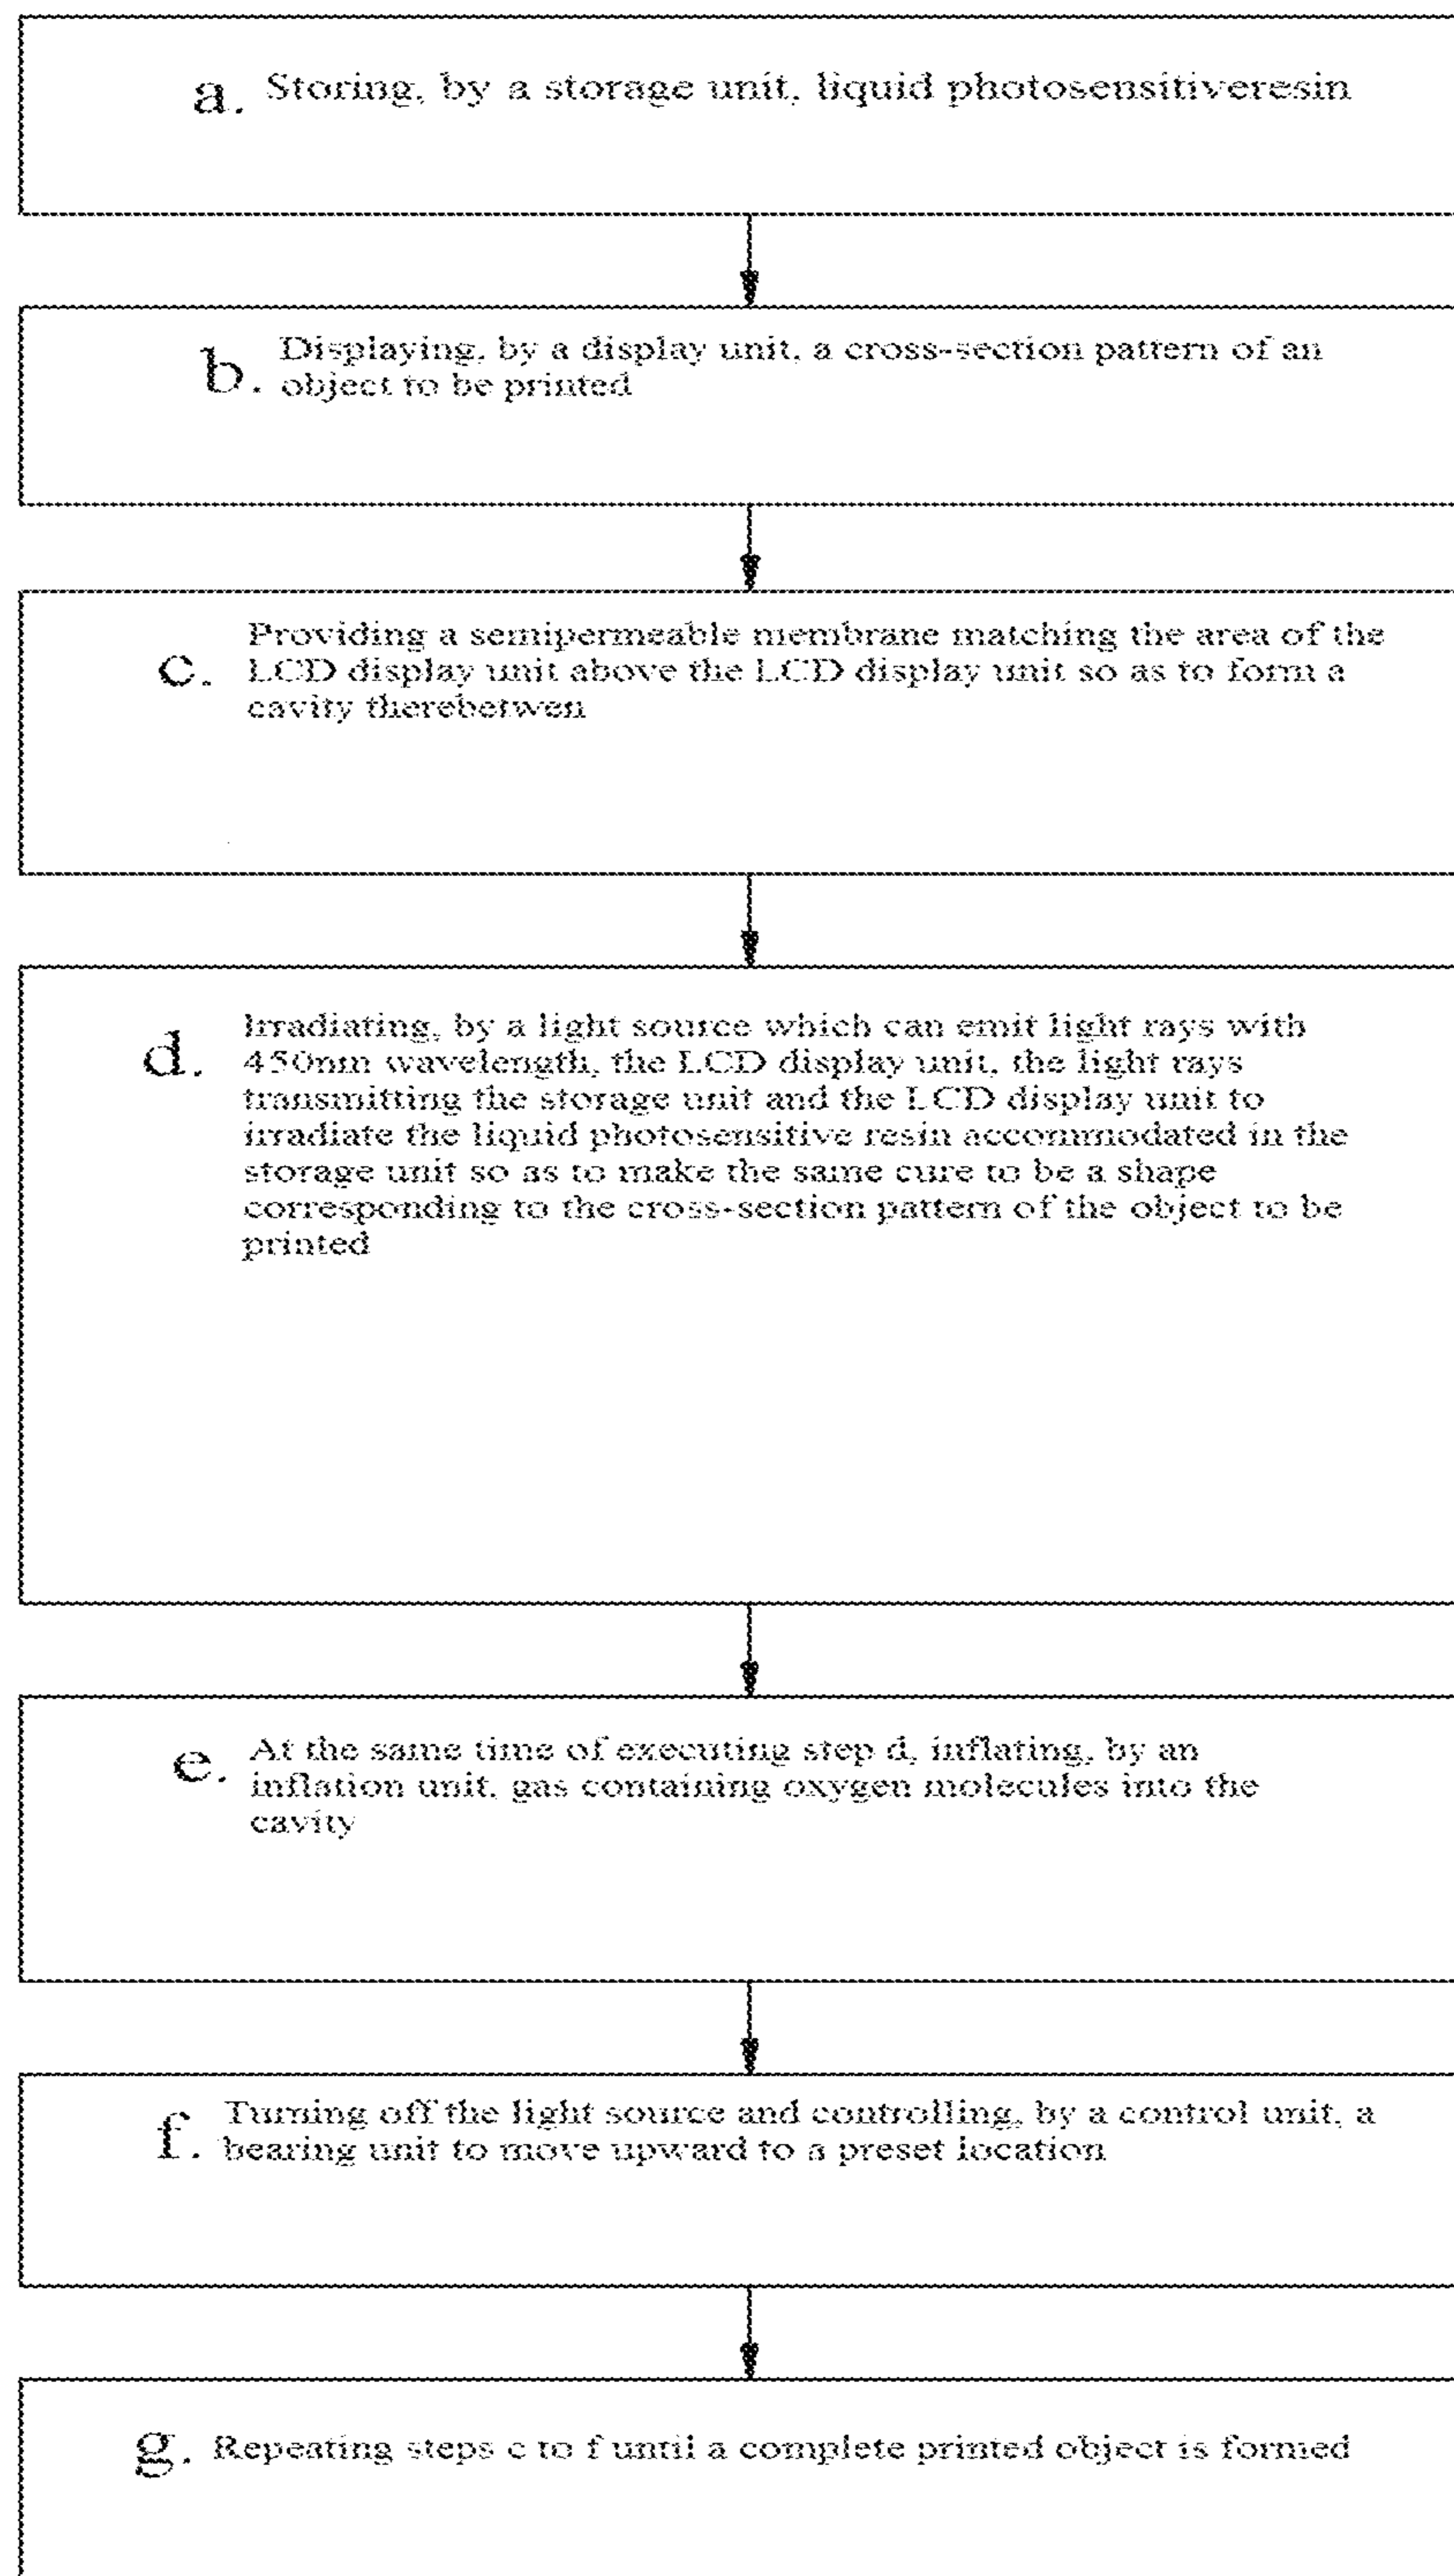 a. Storing, by a storage unit, liquid photosensitiveresin
b. Displaying, by a display unit, a cross-section pattern of an
object to be printed
c. Providing a semipermeable membrane matching the area of the
LCD display unit above the LCD display unit so as to form a
cavity therebetwen
d. Irradiating, by a light source which can emit light rays with
450nm wavelength, the LCD display unit, the light rays
transmitting the storage unit and the LCD display unit to
irradiate the liquid photosensitive resin accommodated in the
storage unit so as to make the same cure to be a shape
corresponding to the cross-section pattern of the object to be
printed
e. At the same time of executing step d, inflating, by an
inflation unit, gas containing oxygen molecules into the
cavity
f. Turning off the light source and controlling, by a control unit, a
bearing unit to move upward to a preset location
g. Repeating steps c to f until a complete printed object is formed